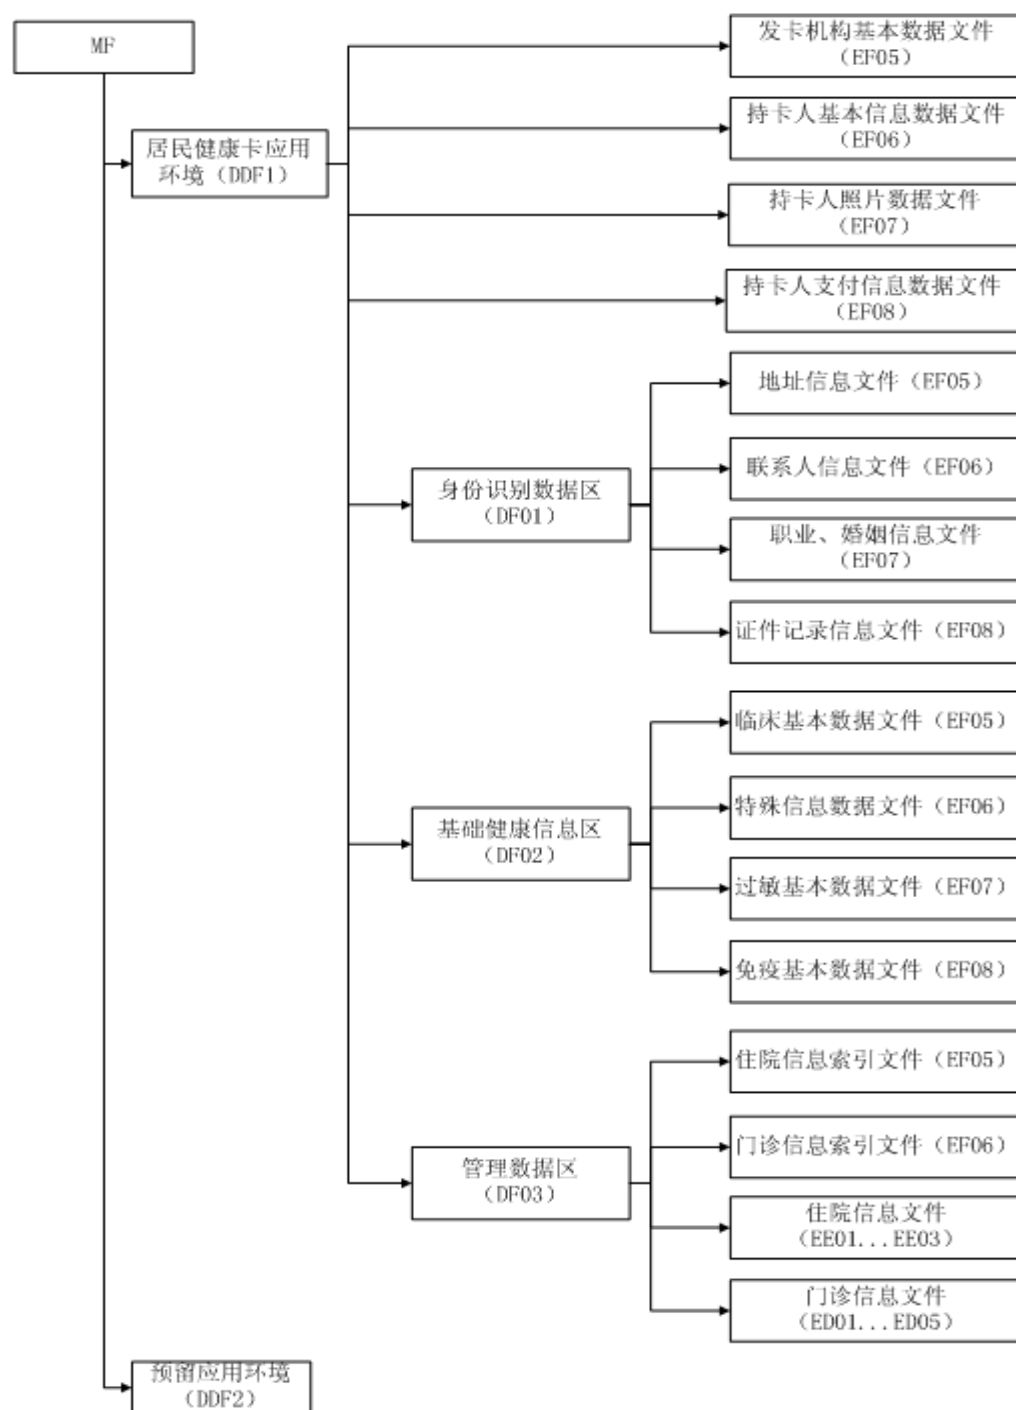 MF
发卡机构基本数据文件
（EF05）
持卡人基本信息数据文件
（EF06）
居民健康卡应用
环境（DDF1）
持卡人照片数据文件
（EF07）
持卡人支付信息数据文件
（EF08）
地址信息文件（EF05）
联系人信息文件（EF06）
身份识别数据区
（DF01）
职业、婚姻信息文件
（EF07）
证件记录信息文件（EF08）
临床基本数据文件（EF05）
特殊信息数据文件（EF06）
基础健康信息区
（DF02）
过敏基本数据文件（EF07）
免疫基本数据文件（EF08）
住院信息索引文件（EF05）
门诊信息索引文件（EF06）
管理数据区
（DF03）
住院信息文件
（EE01...EE03）
门诊信息文件
（ED01...ED05）
预留应用环境
（DDF2）